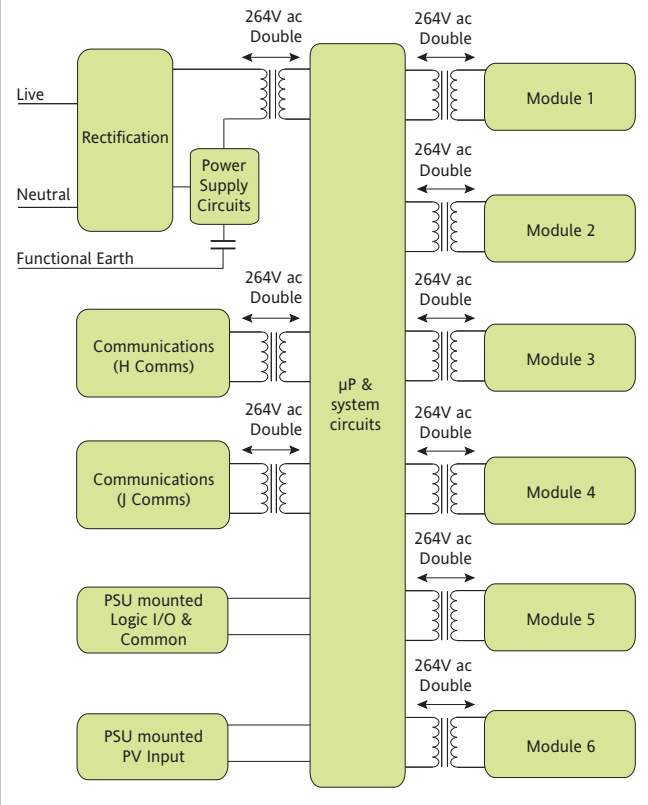 264V ac
Double
264V ac
Double
Live
Rectification
Module 1
Power
Supply
Circuits
264V ac
Double
Neutral
Module 2
Functional Earth
264V ac
Double
264V ac
Double
Communications
(H Comms)
Module 3
µP &
system
circuits
264V ac
Double
264V ac
Double
Communications
(J Comms)
Module 4
264V ac
Double
PSU mounted
Logic I/O &
Common
Module 5
264V ac
Double
PSU mounted
PV Input
Module 6